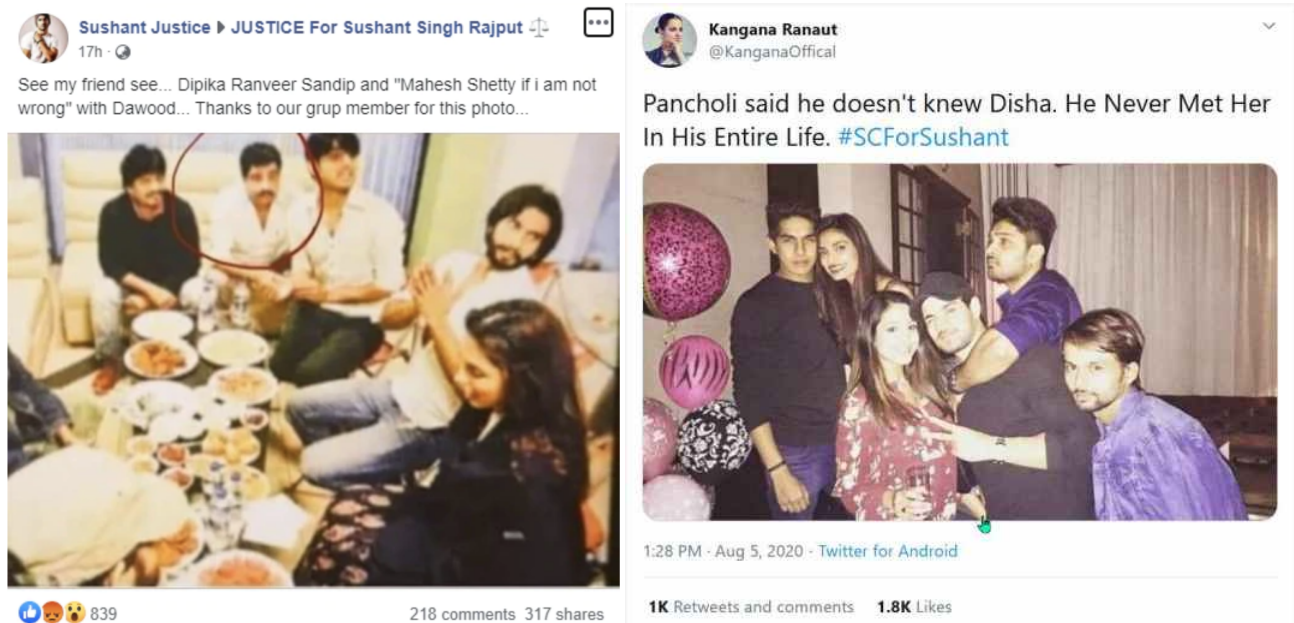 Sushant Justice ▶ JUSTICE For Sushant Singh Rajput
17h ·
See my friend see... Dipika Ranveer Sandip and "Mahesh Shetty if i am not
wrong" with Dawood... Thanks to our grup member for this photo...
839
218 comments 317 shares
Kangana Ranaut
@KanganaOffical
Pancholi said he doesn't knew Disha. He Never Met Her
In His Entire Life. #SCForSushant
1:28 PM · Aug 5, 2020 · Twitter for Android
1K Retweets and comments 1.8K Likes